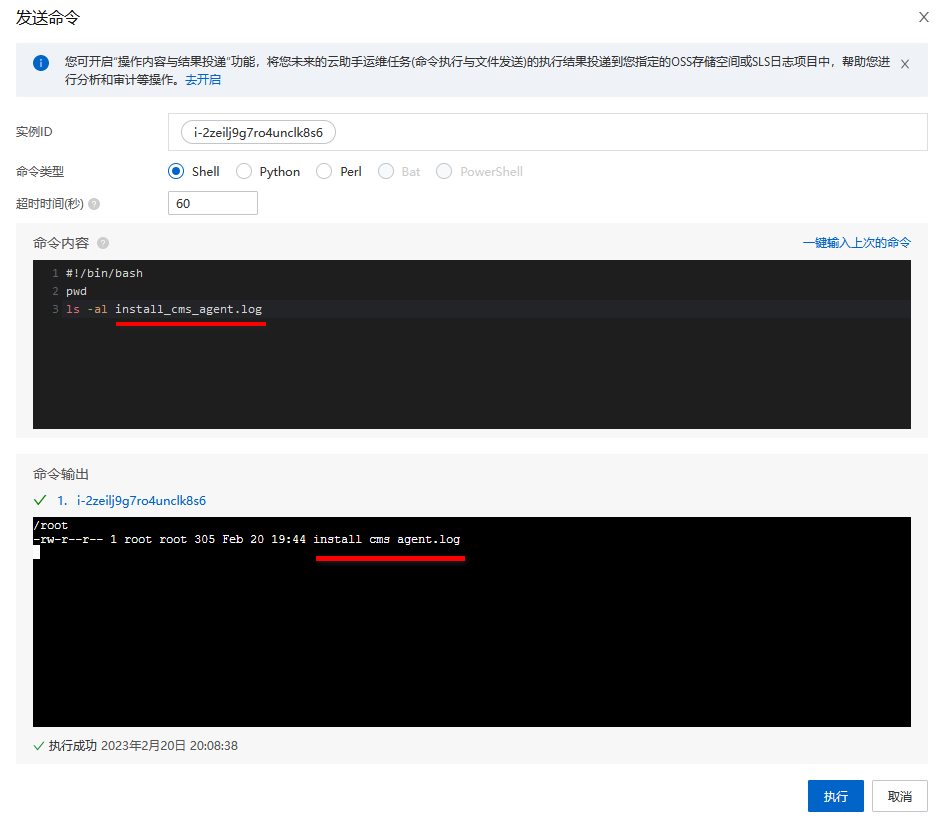 发送命令
您可开启"操作内容与结果投递"功能，将您未来的云助手运维任务(命令执行与文件发送)的执行结果投递到您指定的OSS存储空间或SLS日志项目中，帮助您进
行分析和审计等操作。去开启
实例ID i-2zeilj9g7ro4unclk8s6
命令类型 Shell Python Perl Bat PowerShell
超时时间(秒) 60
命令内容 一键输入上次的命令
1 #!/bin/bash
2 pwd
3 ls -al install_cms_agent.log
命令输出
1. i-2zeilj9g7ro4unclk8s6
/root
-rw-r--r-- 1 root root 305 Feb 20 19:44 install cms agent.log
执行成功 2023年2月20日 20:08:38
执行 取消